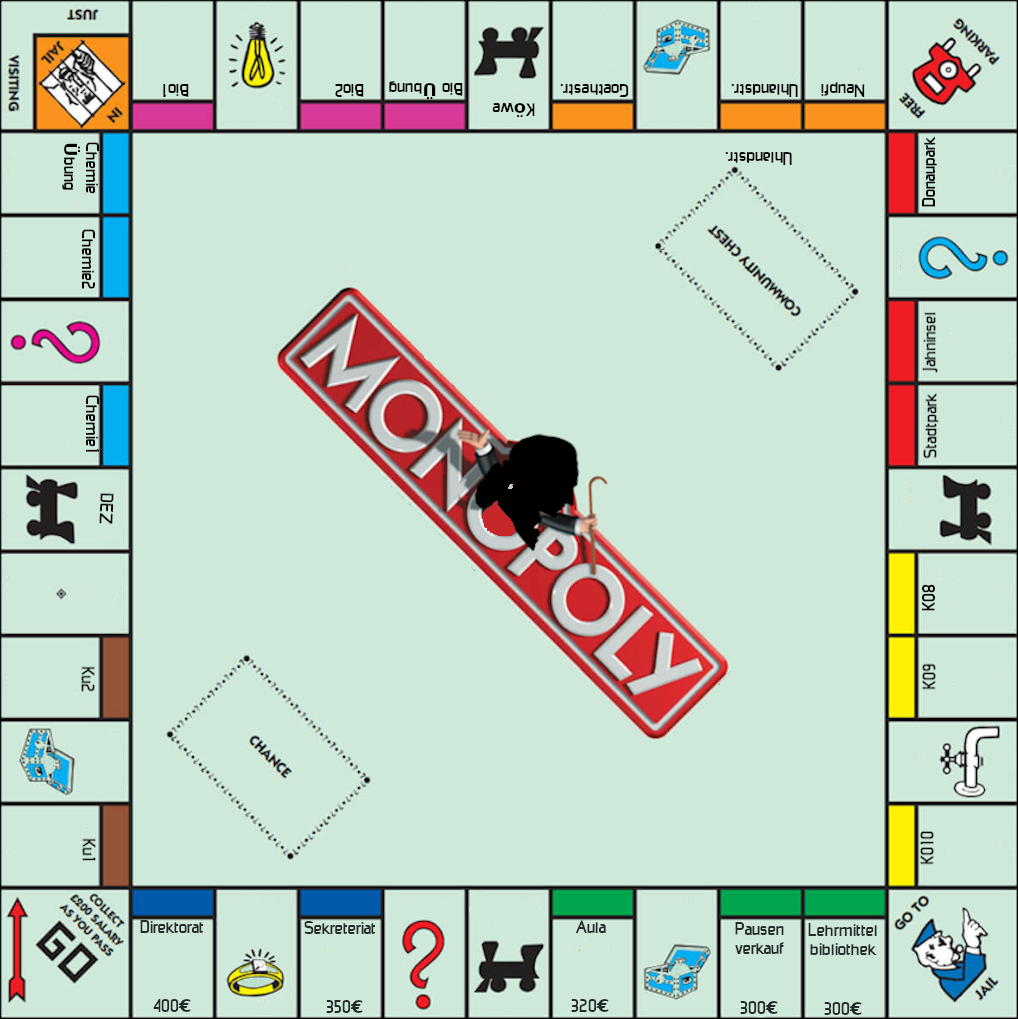 JUST
VISITING
IN
JAIL
Bio1
Bio2
Bio Übung
Köwe
Goethestr.
Uhlandstr.
Neupfl
FREE
PARKING
Donaupark
Jahninsel
Stadtpark
K08
K09
K010
GO TO
JAIL
Lehrmittel
bibliothek
300€
Pausen
verkauf
300€
Aula
320€
Sekreteriat
350€
Direktorat
400€
COLLECT
£200 SALARY
AS YOU PASS
GO
Ku1
Ku2
DEZ
Chemie1
Chemie2
Chemie
Übung
Uhlandstr.
COMMUNITY CHEST
MONOPOLY
CHANCE